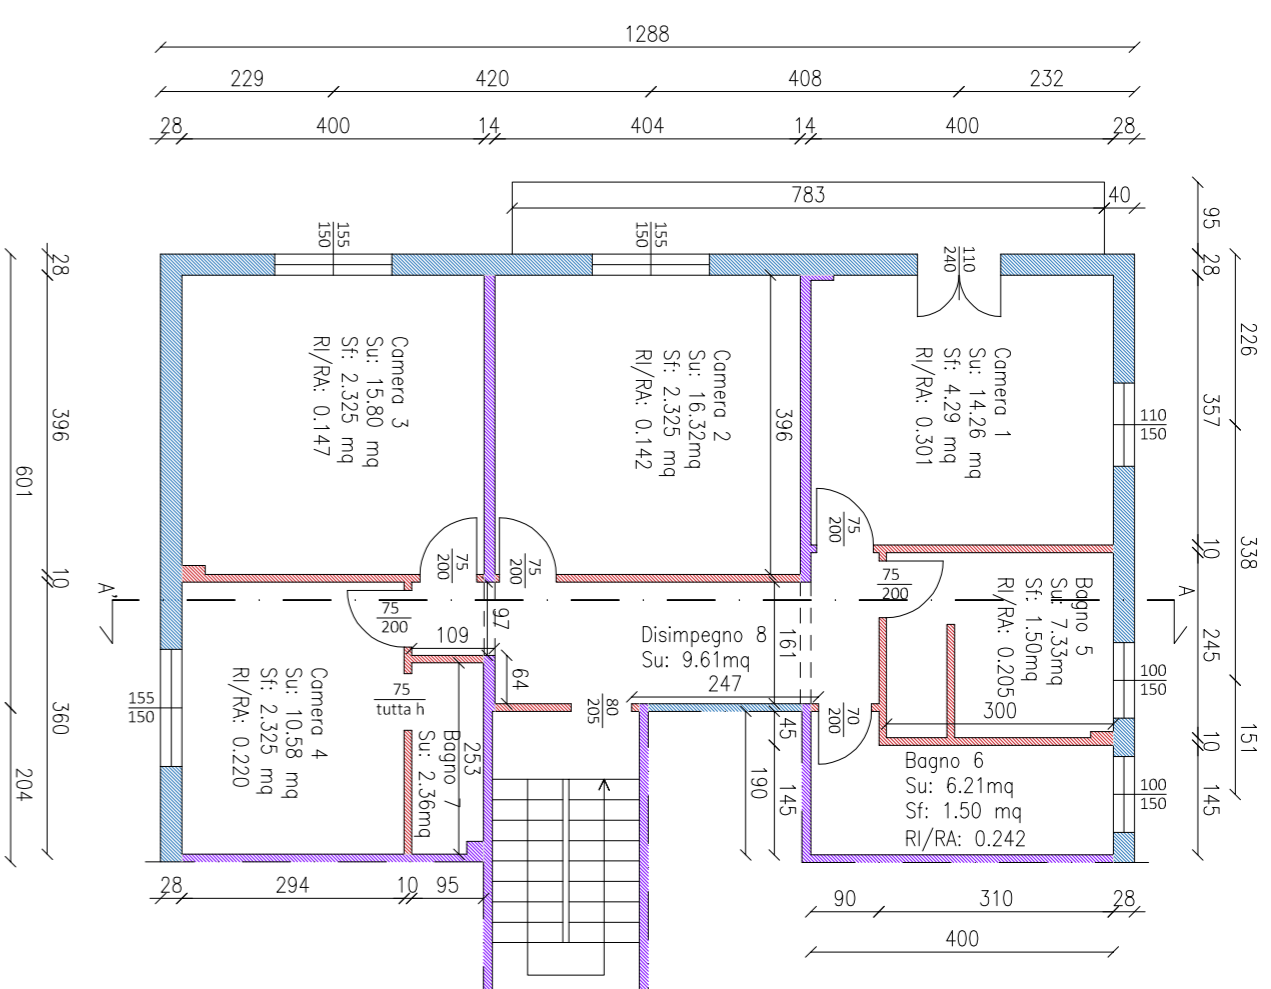 1288
229 420 408 232
28 400 14 404 14 400 28
783 40
95
28
357
10
245
10
145
226
338
151
28
396
10
360
601
204
155
150
155
150
110
240
110
150
100
150
100
150
155
150
Camera 3
Su: 15.80 mq
Sf: 2.325 mq
RI/RA: 0.147
Camera 2
Su: 16.32mq
Sf: 2.325 mq
RI/RA: 0.142
396
Camera 1
Su: 14.26 mq
Sf: 4.29 mq
RI/RA: 0.301
75
200
75
200
75
200
75
200
75
200
A'
A
Bagno 5
Su: 7.33mq
Sf: 1.50mq
RI/RA: 0.205
300
Disimpegno 8
Su: 9.61mq
247
161
97
109
64
80
205
70
200
45
145
190
75
tutta h
Camera 4
Su: 10.58 mq
Sf: 2.325 mq
RI/RA: 0.220
Bagno 7
Su: 2.36mq
253
Bagno 6
Su: 6.21mq
Sf: 1.50 mq
RI/RA: 0.242
28 294 10 95
90 310 28
400